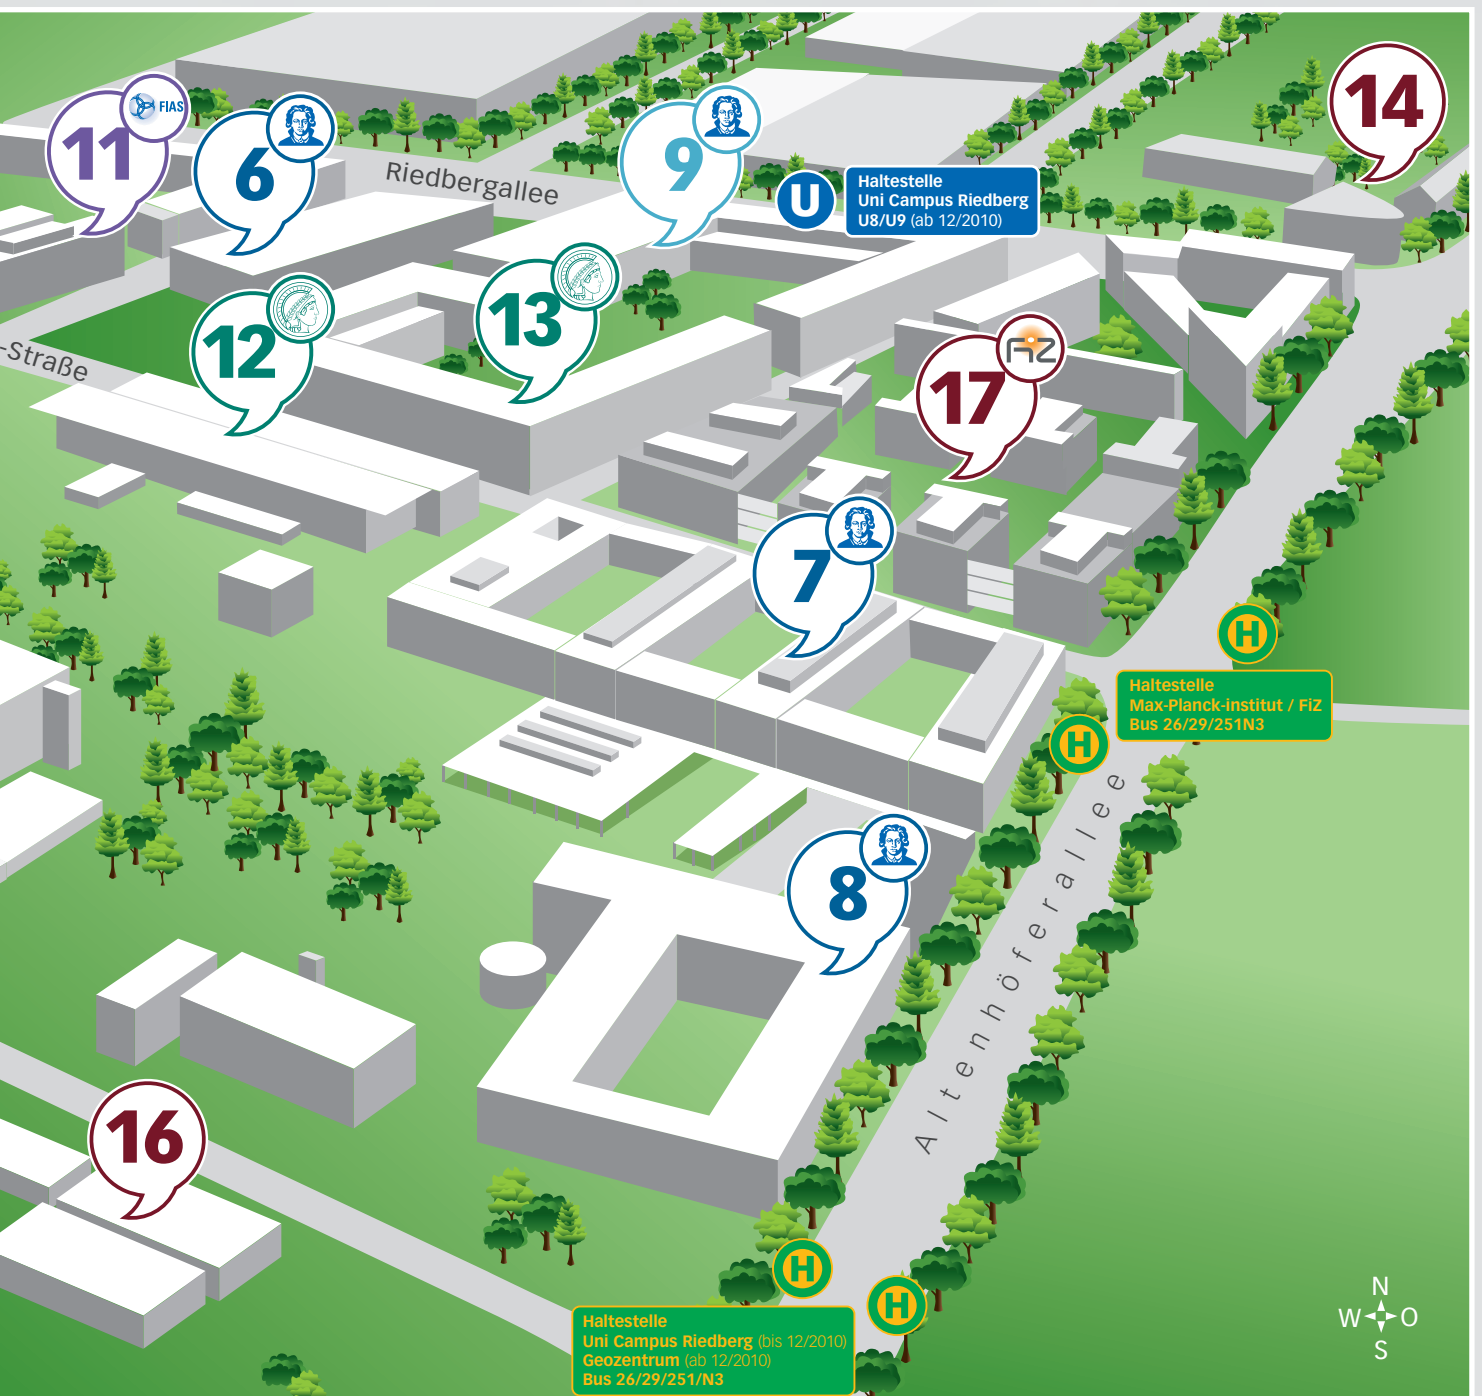 14
FIAS
11
6
9
Riedbergallee
U
Haltestelle
Uni Campus Riedberg
U8/U9 (ab 12/2010)
13
12
-Straße
FiZ
17
7
H
Haltestelle
Max-Planck-institut / FiZ
Bus 26/29/251N3
H
8
Altenhöferallee
16
H
H
Haltestelle
Uni Campus Riedberg (bis 12/2010)
Geozentrum (ab 12/2010)
Bus 26/29/251/N3
N
W O
S